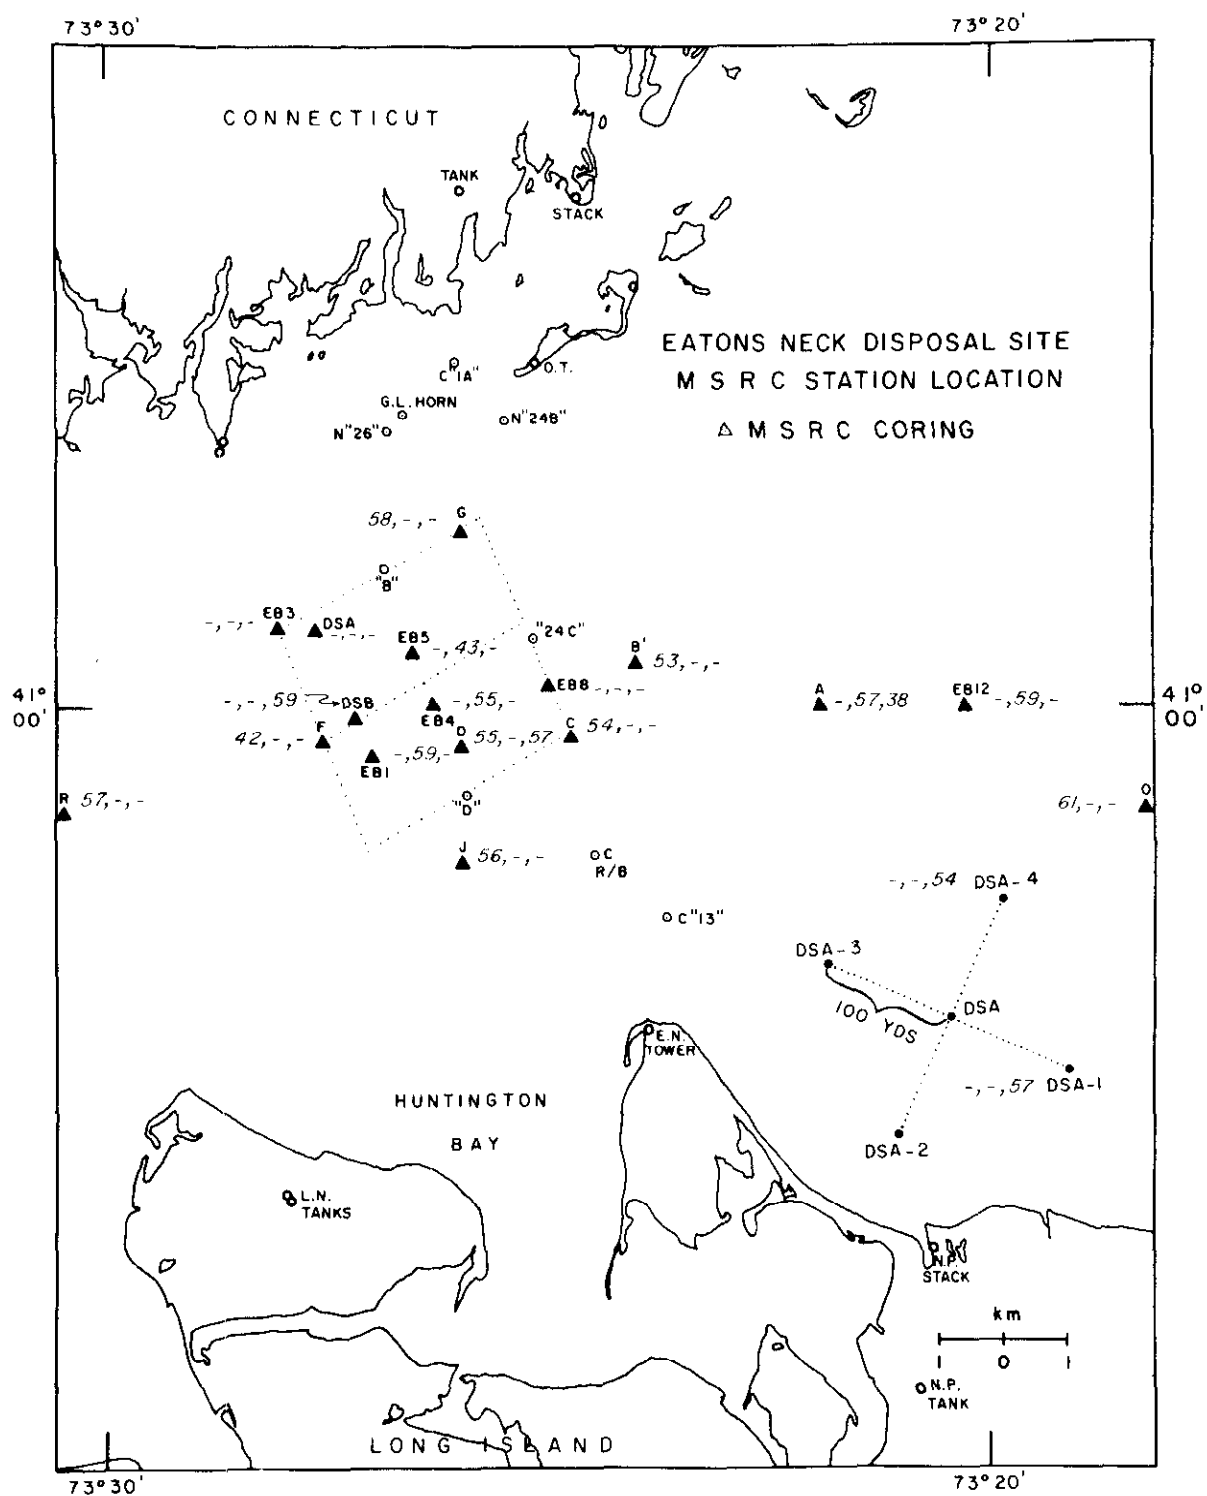 73°30'
73°20'
CONNECTICUT
TANK
STACK
EATONS NECK DISPOSAL SITE
MSRC STATION LOCATION
△ MSRC CORING
O.T.
C"1A"
G.L. HORN
N"24B"
N"26"
G
58,-,-
"B"
EB3
-,-,-
DSA
-,-,-
EB5
-,43,-
"24C"
B'
53,-,-
EB8 -,-,-
-,-,59
DSB
EB4
-,55,-
A
-,57,38
EB12
-,59,-
41°
00'
41°
00'
F
42,-,-
EB1
-,59,-
D
55,-,57
C
54,-,-
"D"
R
57,-,-
O
61,-,-
J
56,-,-
C
R/B
C"13"
-,-,54 DSA-4
DSA-3
DSA
100 YDS
-,-,57 DSA-1
DSA-2
E.N.
TOWER
HUNTINGTON
BAY
L.N.
TANKS
N.P.
STACK
km
1 0 1
N.P.
TANK
LONG ISLAND
73°30'
73°20'